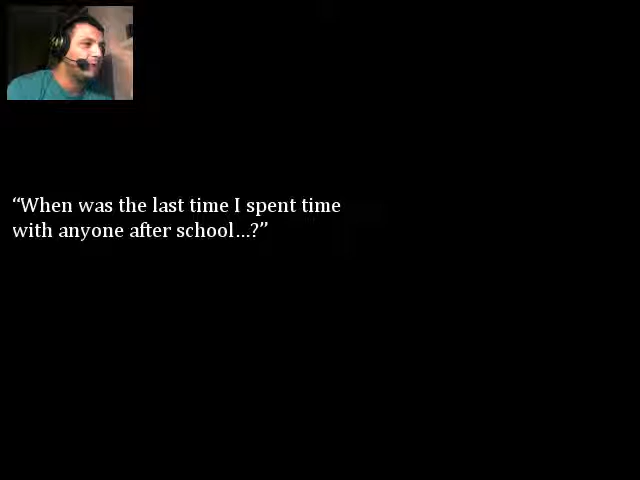 “When was the last time I spent time
with anyone after school...?”